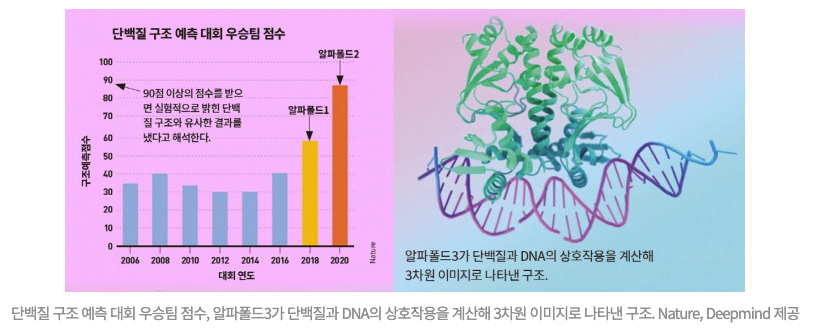 단백질 구조 예측 대회 우승팀 점수
알파폴드2
100
90
80
70
60
50
40
30
20
10
0
90점 이상의 점수를 받으
면 실험적으로 밝힌 단백
질 구조와 유사한 결과를
냈다고 해석한다.
알파폴드1
구조예측점수
2006 2008 2010 2012 2014 2016 2018 2020
대회 연도
Nature
알파폴드3가 단백질과 DNA의 상호작용을 계산해
3차원 이미지로 나타낸 구조.
단백질 구조 예측 대회 우승팀 점수, 알파폴드3가 단백질과 DNA의 상호작용을 계산해 3차원 이미지로 나타낸 구조. Nature, Deepmind 제공